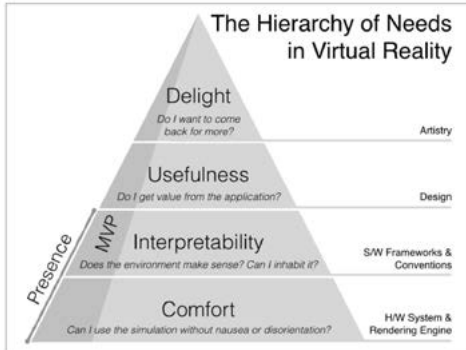 The Hierarchy of Needs
in Virtual Reality
Delight
Do I want to come
back for more?
Artistry
Usefulness
Do I get value from the application?
Design
MVP
Presence
Interpretability
Does the environment make sense? Can I inhabit it?
S/W Frameworks &
Conventions
Comfort
Can I use the simulation without nausea or disorientation?
H/W System &
Rendering Engine